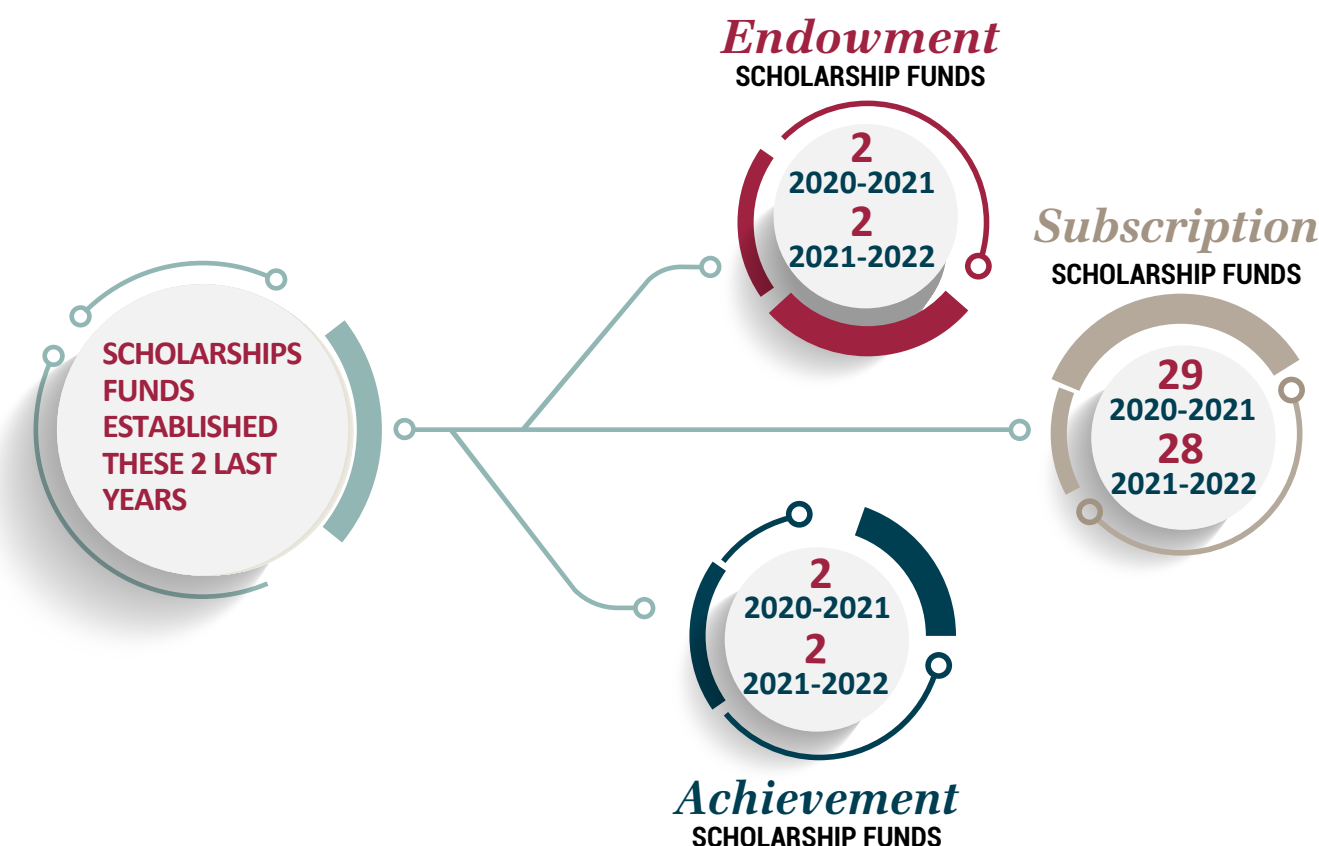 Endowment
SCHOLARSHIP FUNDS
2
2020-2021
2
2021-2022
Subscription
SCHOLARSHIP FUNDS
29
2020-2021
28
2021-2022
SCHOLARSHIPS
FUNDS
ESTABLISHED
THESE 2 LAST
YEARS
2
2020-2021
2
2021-2022
Achievement
SCHOLARSHIP FUNDS